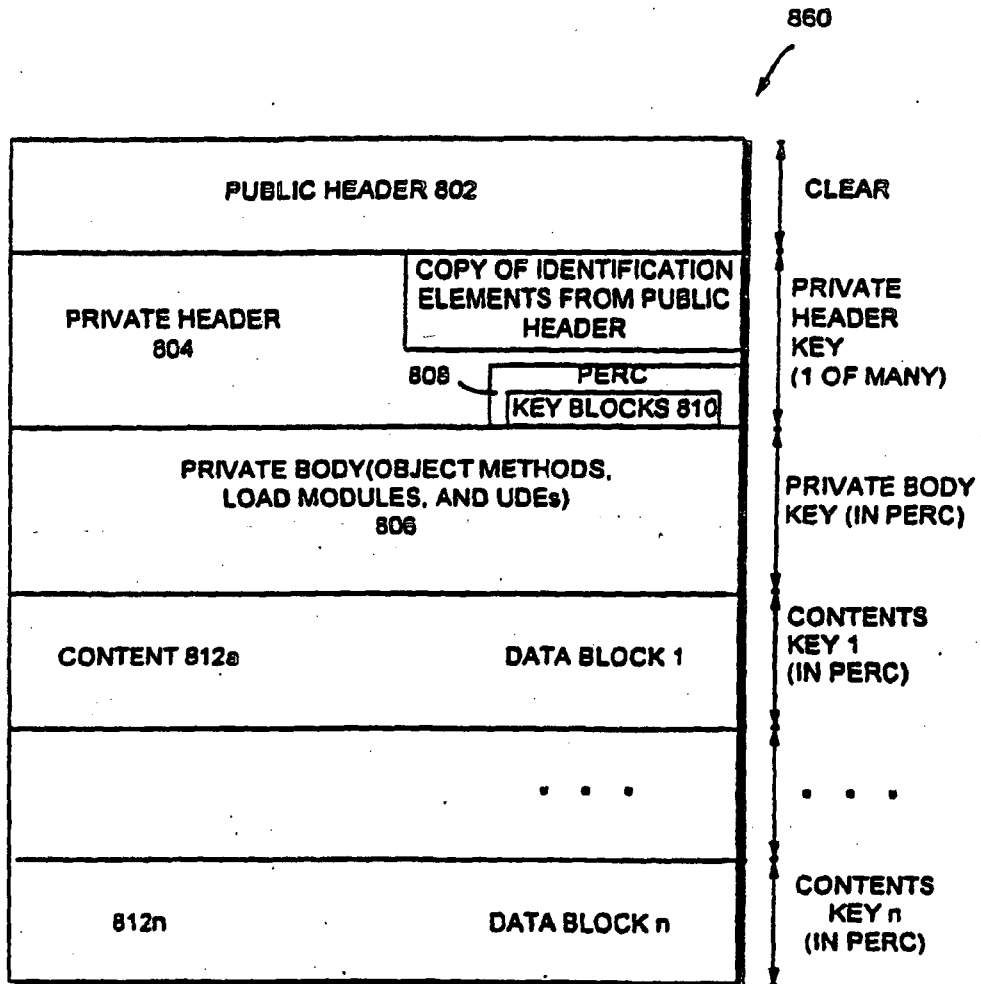 860
PUBLIC HEADER 802
CLEAR
PRIVATE HEADER
804
COPY OF IDENTIFICATION
ELEMENTS FROM PUBLIC
HEADER
808
PERC
KEY BLOCKS 810
PRIVATE
HEADER
KEY
(1 OF MANY)
PRIVATE BODY(OBJECT METHODS,
LOAD MODULES, AND UDEs)
806
PRIVATE BODY
KEY (IN PERC)
CONTENT 812a
DATA BLOCK 1
CONTENTS
KEY 1
(IN PERC)
. . .
. . .
812n
DATA BLOCK n
CONTENTS
KEY n
(IN PERC)